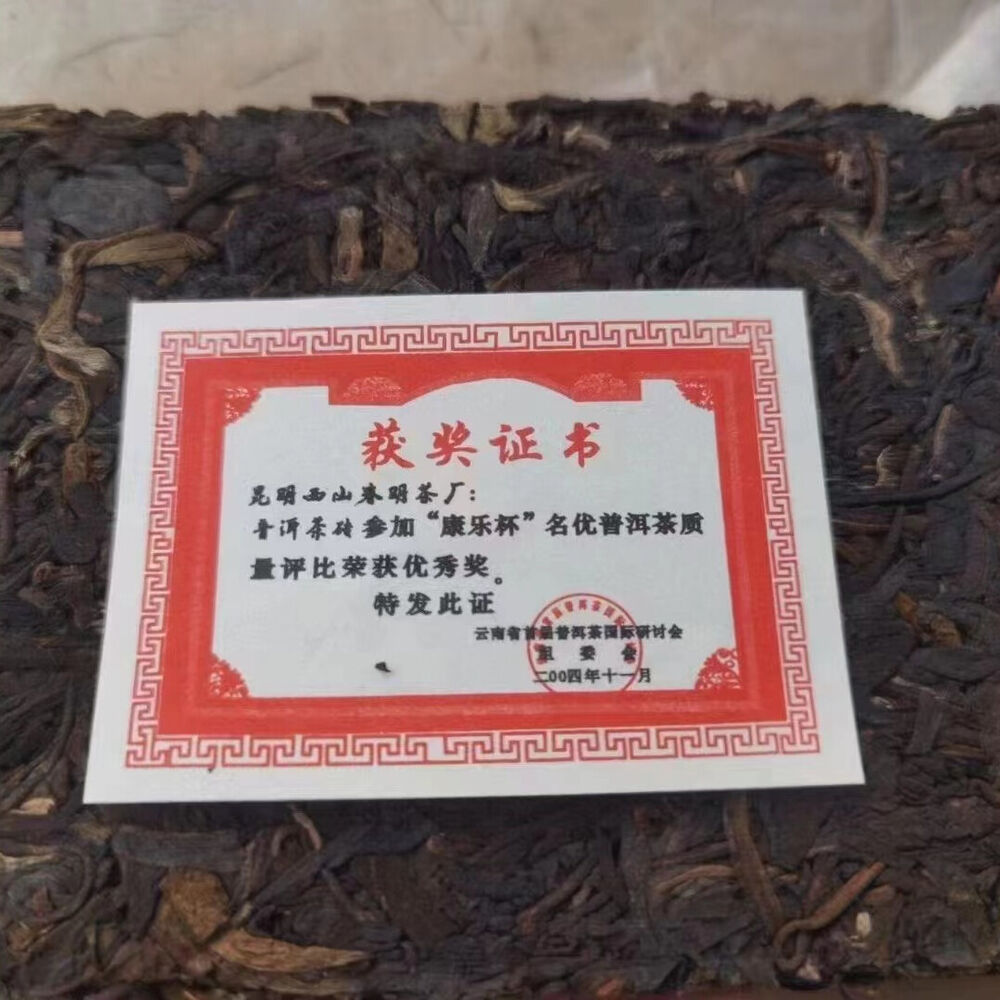 获奖证书
昆明西山春明茶厂：
普洱茶砖参加“康乐杯”名优普洱茶质
量评比荣获优秀奖。
特发此证
云南省首届普洱茶国际研讨会
组委会
二00四年十一月